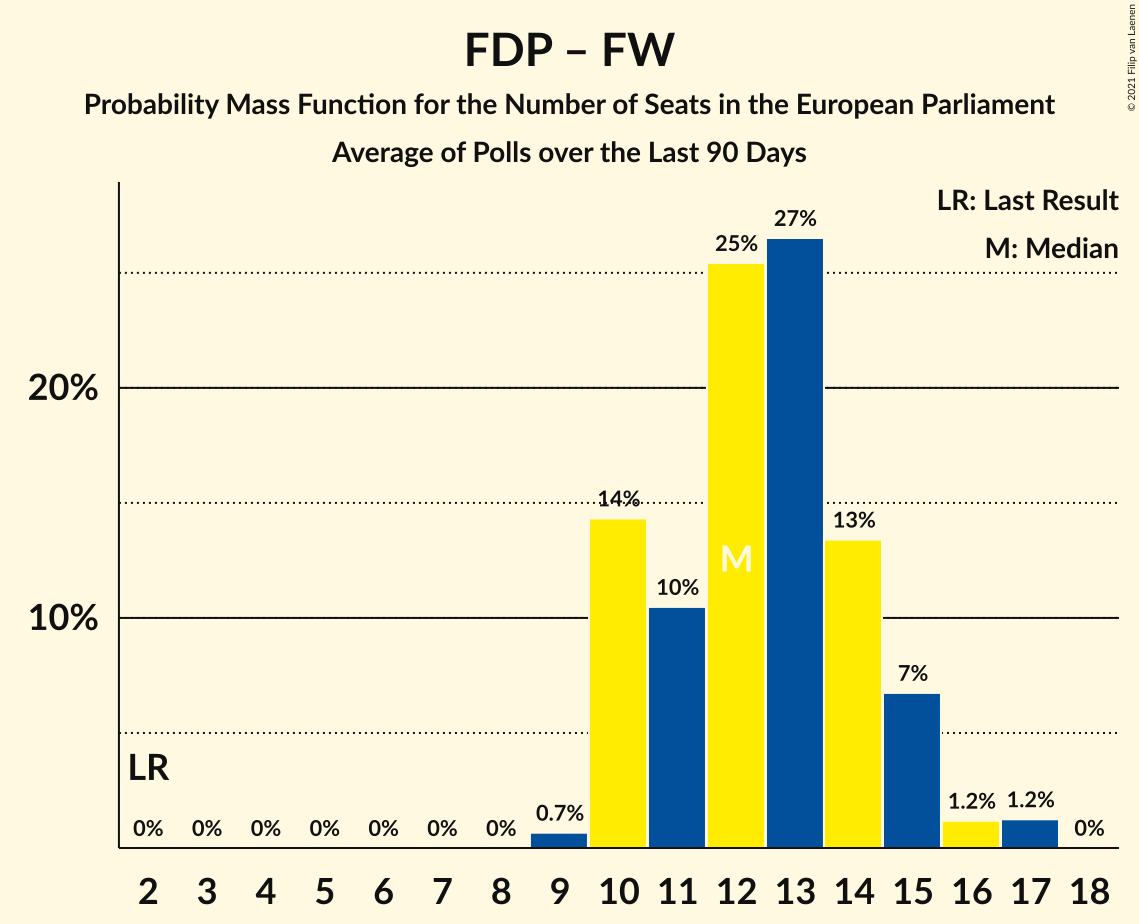 FDP – FW
Probability Mass Function for the Number of Seats in the European Parliament
Average of Polls over the Last 90 Days
© 2021 Filip van Laenen
LR: Last Result
M: Median
27%
25%
20%
14%
13%
M
10%
10%
7%
LR
0% 0% 0% 0% 0% 0% 0% 0.7% 1.2% 1.2% 0%
2 3 4 5 6 7 8 9 10 11 12 13 14 15 16 17 18